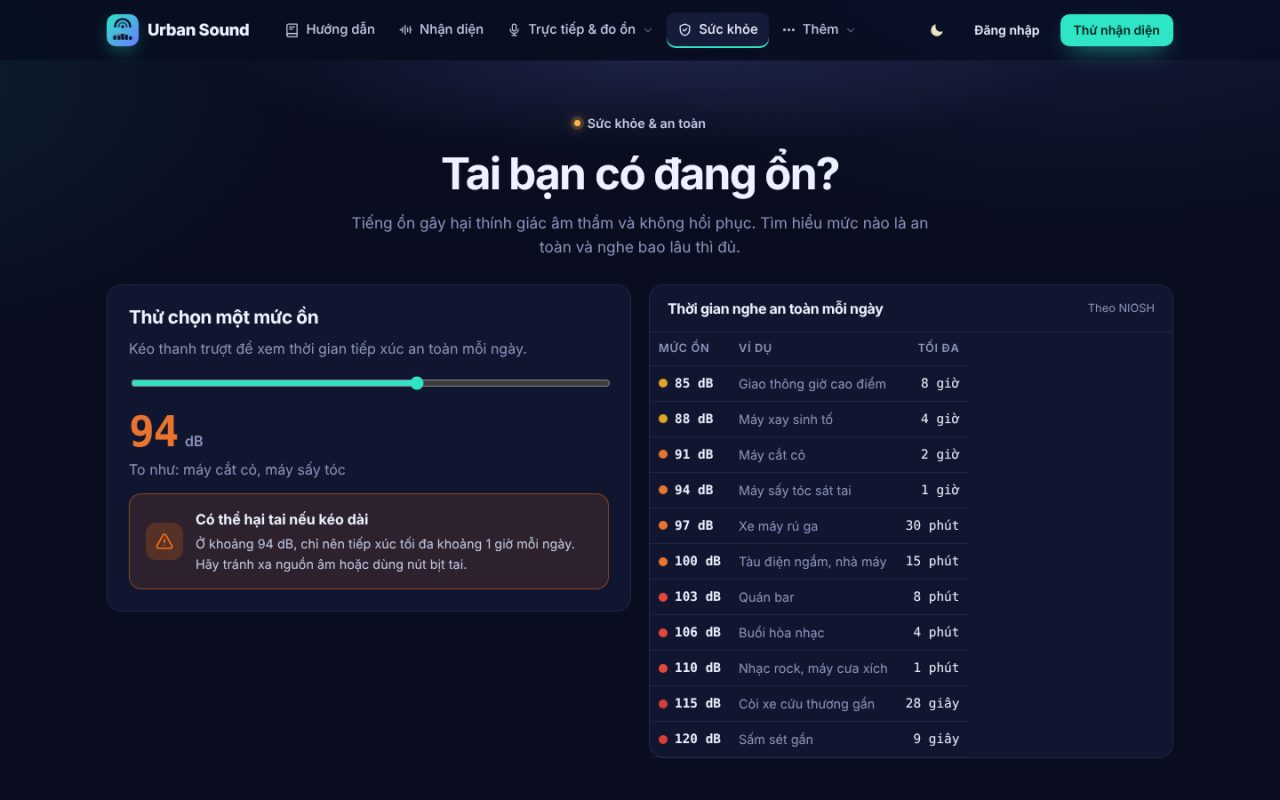 Urban Sound
Hướng dẫn
Nhận diện
Trực tiếp & đo ồn
Sức khỏe
Thêm
Đăng nhập
Thử nhận diện
Sức khỏe & an toàn
Tai bạn có đang ổn?
Tiếng ồn gây hại thính giác âm thầm và không hồi phục. Tìm hiểu mức nào là an
toàn và nghe bao lâu thì đủ.
Thử chọn một mức ồn
Kéo thanh trượt để xem thời gian tiếp xúc an toàn mỗi ngày.
94 dB
To như: máy cắt cỏ, máy sấy tóc
Có thể hại tai nếu kéo dài
Ở khoảng 94 dB, chỉ nên tiếp xúc tối đa khoảng 1 giờ mỗi ngày.
Hãy tránh xa nguồn âm hoặc dùng nút bịt tai.
Thời gian nghe an toàn mỗi ngày Theo NIOSH
MỨC ỒN VÍ DỤ TỐI ĐA
85 dB Giao thông giờ cao điểm 8 giờ
88 dB Máy xay sinh tố 4 giờ
91 dB Máy cắt cỏ 2 giờ
94 dB Máy sấy tóc sát tai 1 giờ
97 dB Xe máy rú ga 30 phút
100 dB Tàu điện ngầm, nhà máy 15 phút
103 dB Quán bar 8 phút
106 dB Buổi hòa nhạc 4 phút
110 dB Nhạc rock, máy cưa xích 1 phút
115 dB Còi xe cứu thương gần 28 giây
120 dB Sấm sét gần 9 giây